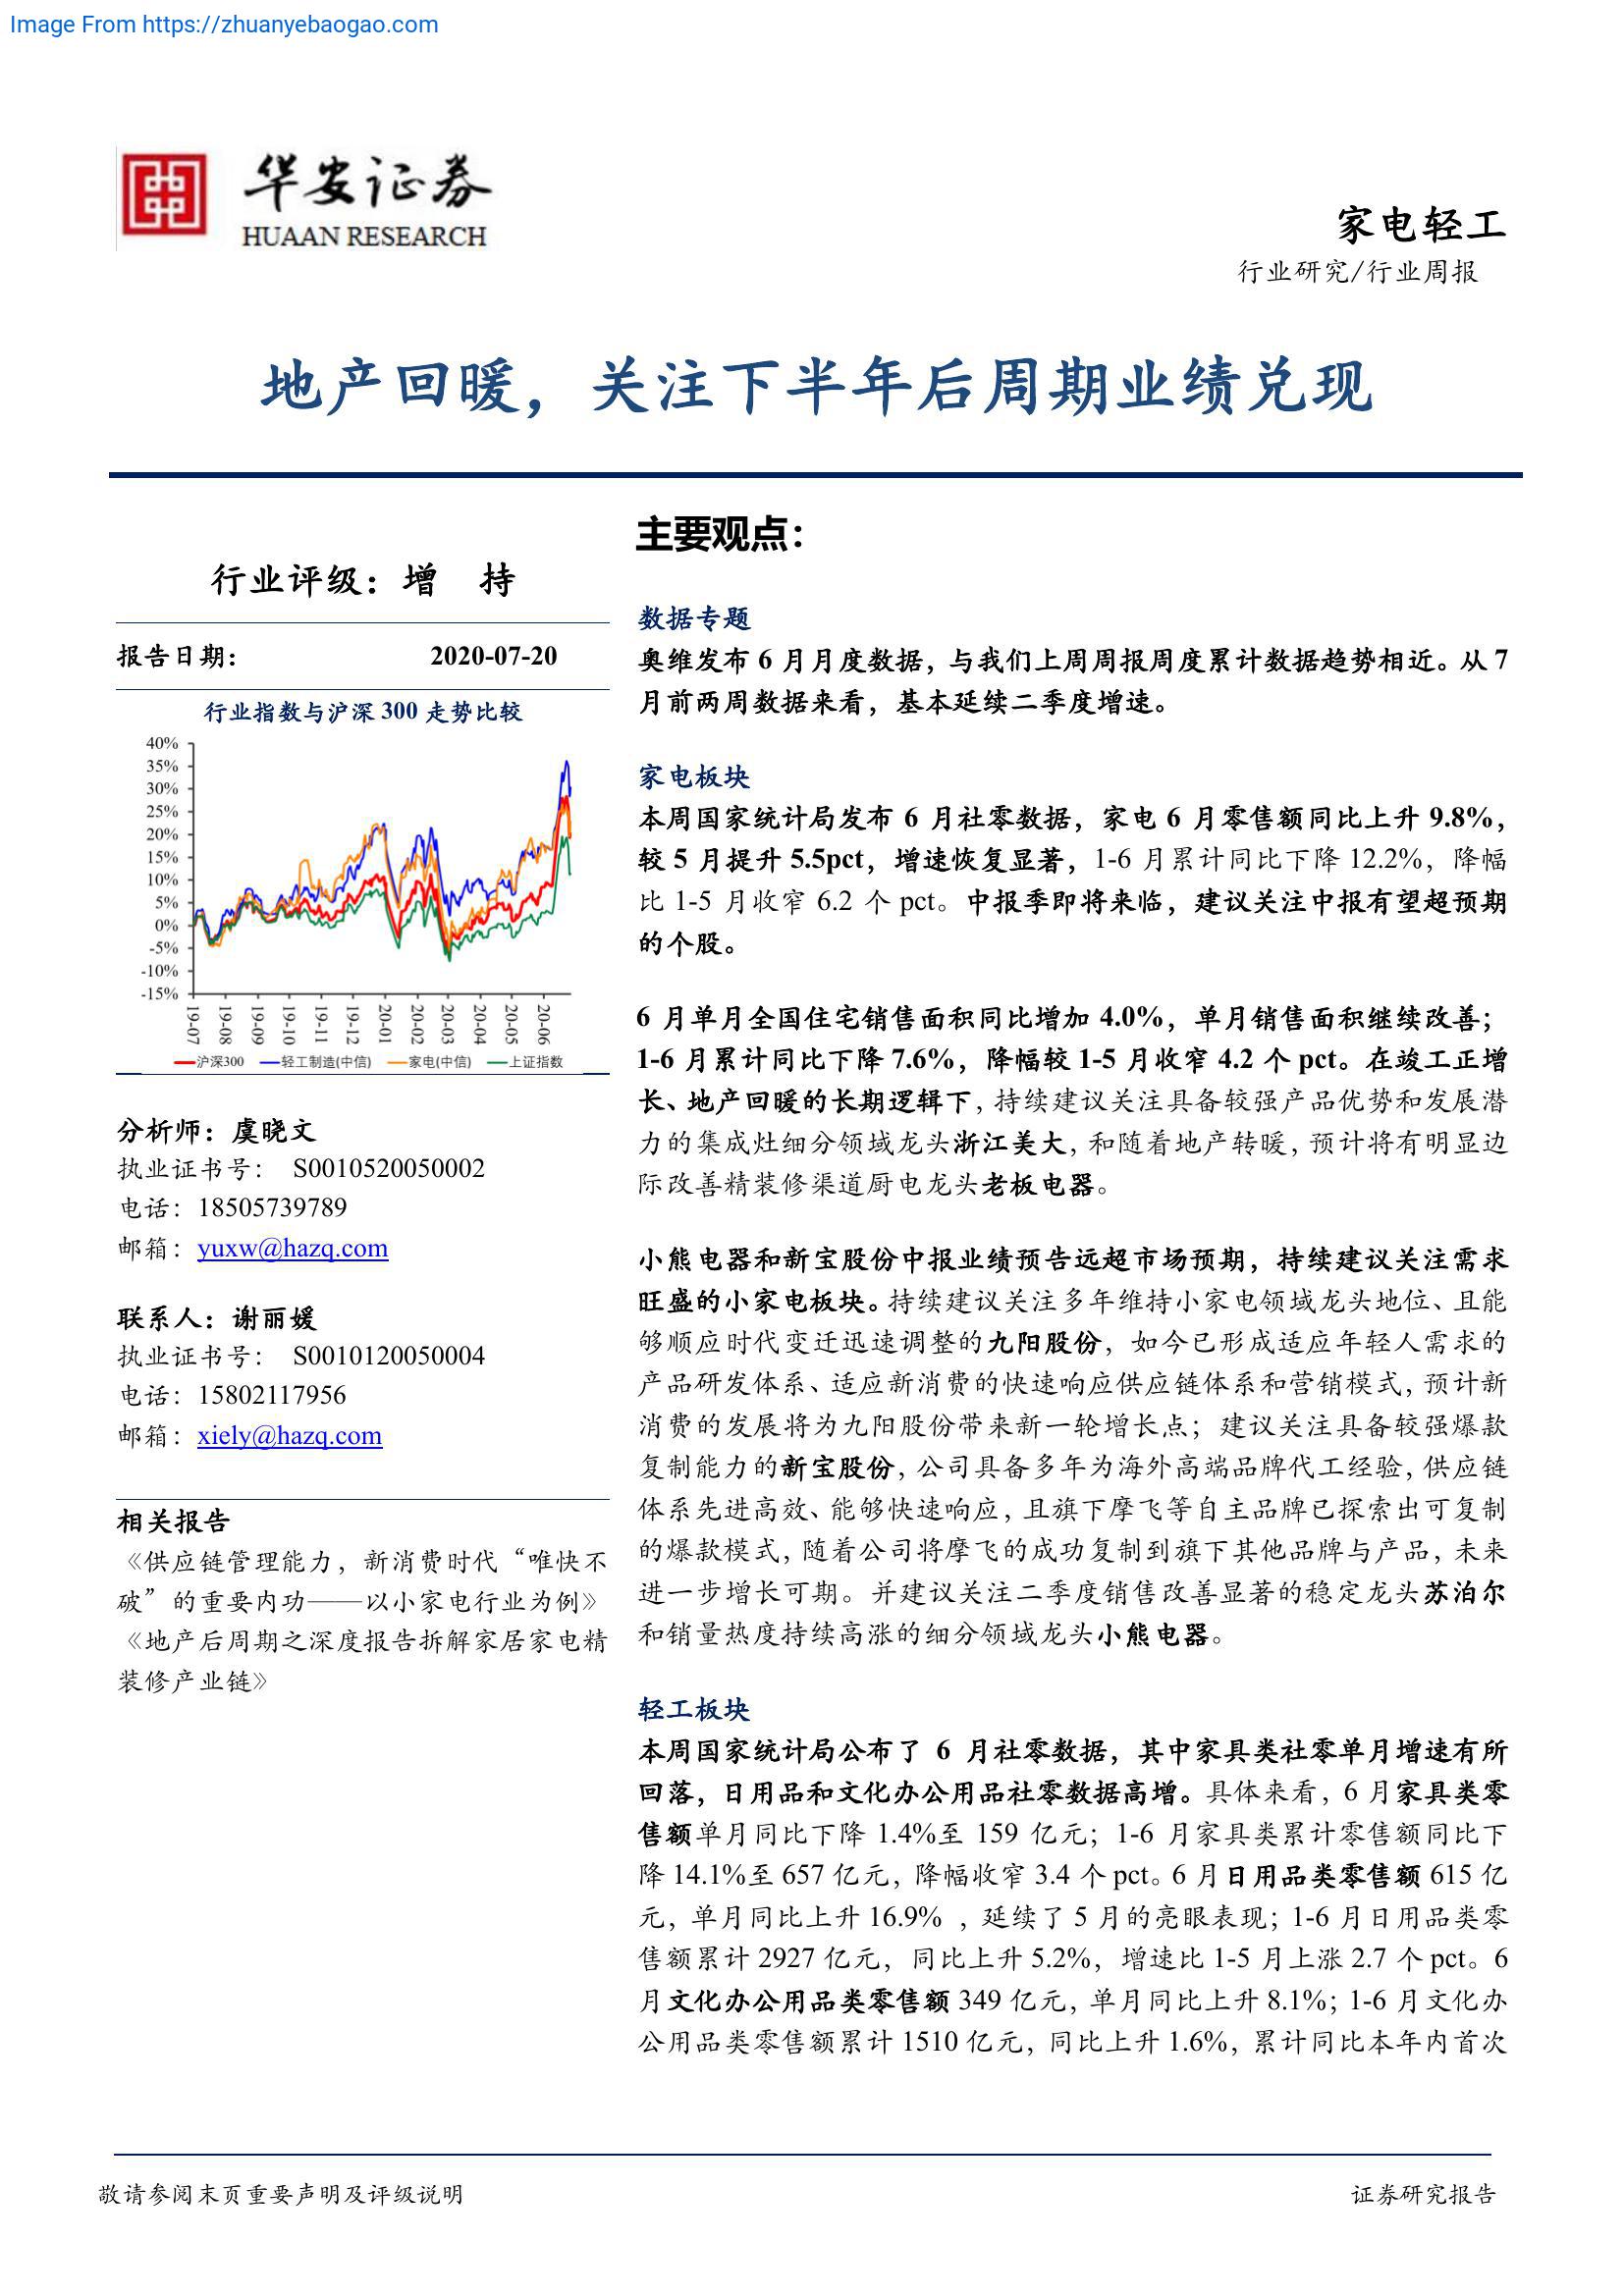 Image From https://zhuanyebaogao.com
华安证券
HUAAN RESEARCH
家电轻工
行业研究/行业周报
地产回暖，关注下半年后周期业绩兑现
行业评级：增 持
报告日期： 2020-07-20
行业指数与沪深 300 走势比较
40%
35%
30%
25%
20%
15%
10%
5%
0%
-5%
-10%
-15%
19-07 19-08 19-09 19-10 19-11 19-12 20-01 20-02 20-03 20-04 20-05 20-06
沪深300 轻工制造(中信) 家电(中信) 上证指数
分析师：虞晓文
执业证书号： S0010520050002
电话：18505739789
邮箱：yuxw@hazq.com
联系人：谢丽媛
执业证书号： S0010120050004
电话：15802117956
邮箱：xiely@hazq.com
相关报告
《供应链管理能力，新消费时代“唯快不
破”的重要内功——以小家电行业为例》
《地产后周期之深度报告拆解家居家电精
装修产业链》
主要观点：
数据专题
奥维发布 6 月月度数据，与我们上周周报周度累计数据趋势相近。从 7
月前两周数据来看，基本延续二季度增速。
家电板块
本周国家统计局发布 6 月社零数据，家电 6 月零售额同比上升 9.8%，
较 5 月提升 5.5pct，增速恢复显著，1-6 月累计同比下降 12.2%，降幅
比 1-5 月收窄 6.2 个 pct。中报季即将来临，建议关注中报有望超预期
的个股。
6 月单月全国住宅销售面积同比增加 4.0%，单月销售面积继续改善；
1-6 月累计同比下降 7.6%，降幅较 1-5 月收窄 4.2 个 pct。在竣工正增
长、地产回暖的长期逻辑下，持续建议关注具备较强产品优势和发展潜
力的集成灶细分领域龙头浙江美大，和随着地产转暖，预计将有明显边
际改善精装修渠道厨电龙头老板电器。
小熊电器和新宝股份中报业绩预告远超市场预期，持续建议关注需求
旺盛的小家电板块。持续建议关注多年维持小家电领域龙头地位、且能
够顺应时代变迁迅速调整的九阳股份，如今已形成适应年轻人需求的
产品研发体系、适应新消费的快速响应供应链体系和营销模式，预计新
消费的发展将为九阳股份带来新一轮增长点；建议关注具备较强爆款
复制能力的新宝股份，公司具备多年为海外高端品牌代工经验，供应链
体系先进高效、能够快速响应，且旗下摩飞等自主品牌已探索出可复制
的爆款模式，随着公司将摩飞的成功复制到旗下其他品牌与产品，未来
进一步增长可期。并建议关注二季度销售改善显著的稳定龙头苏泊尔
和销量热度持续高涨的细分领域龙头小熊电器。
轻工板块
本周国家统计局公布了 6 月社零数据，其中家具类社零单月增速有所
回落，日用品和文化办公用品社零数据高增。具体来看，6 月家具类零
售额单月同比下降 1.4%至 159 亿元；1-6 月家具类累计零售额同比下
降 14.1%至 657 亿元，降幅收窄 3.4 个 pct。6 月日用品类零售额 615 亿
元，单月同比上升 16.9% ，延续了 5 月的亮眼表现；1-6 月日用品类零
售额累计 2927 亿元，同比上升 5.2%，增速比 1-5 月上涨 2.7 个 pct。6
月文化办公用品类零售额 349 亿元，单月同比上升 8.1%；1-6 月文化办
公用品类零售额累计 1510 亿元，同比上升 1.6%，累计同比本年内首次
敬请参阅末页重要声明及评级说明
证券研究报告